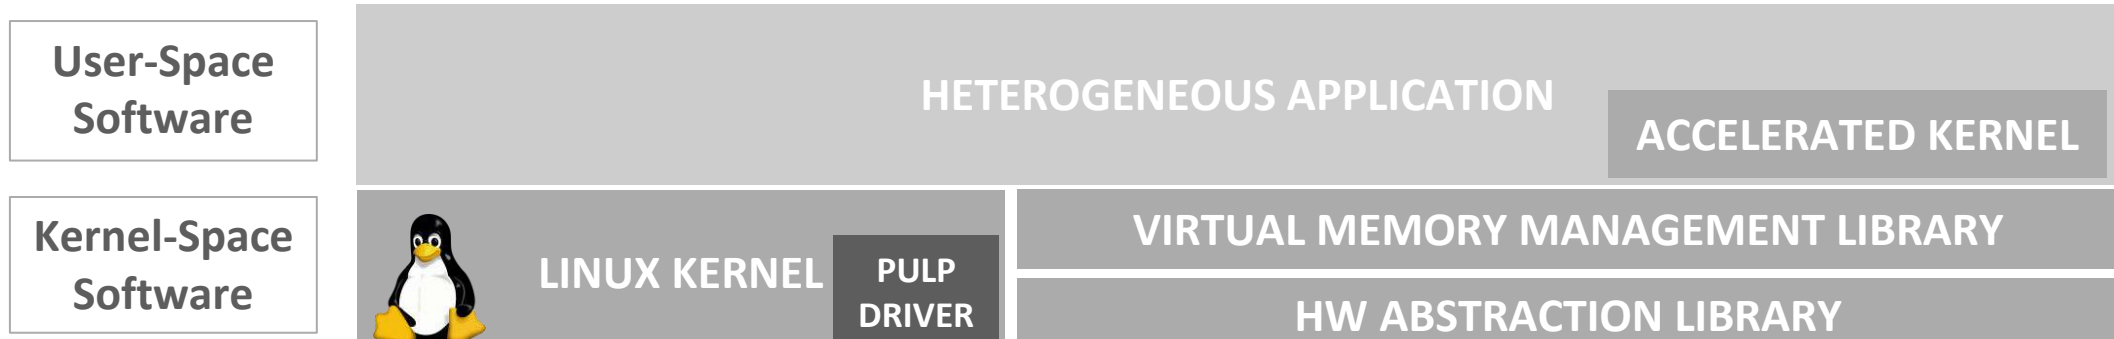 User-Space
Software
HETEROGENEOUS APPLICATION
ACCELERATED KERNEL
Kernel-Space
Software
LINUX KERNEL
PULP
DRIVER
VIRTUAL MEMORY MANAGEMENT LIBRARY
HW ABSTRACTION LIBRARY